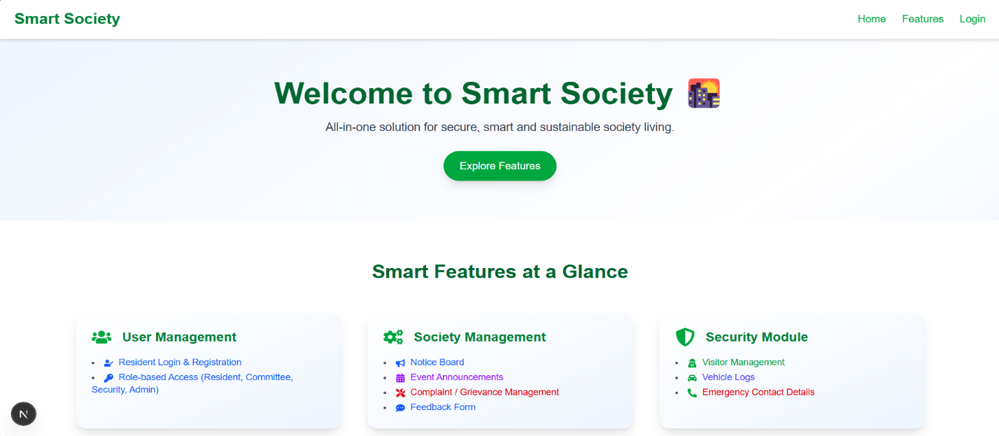 Smart Society
Home
Features
Login
Welcome to Smart Society
All-in-one solution for secure, smart and sustainable society living.
Explore Features
Smart Features at a Glance
User Management
Resident Login & Registration
Role-based Access (Resident, Committee,
Security, Admin)
Society Management
Notice Board
Event Announcements
Complaint / Grievance Management
Feedback Form
Security Module
Visitor Management
Vehicle Logs
Emergency Contact Details
N